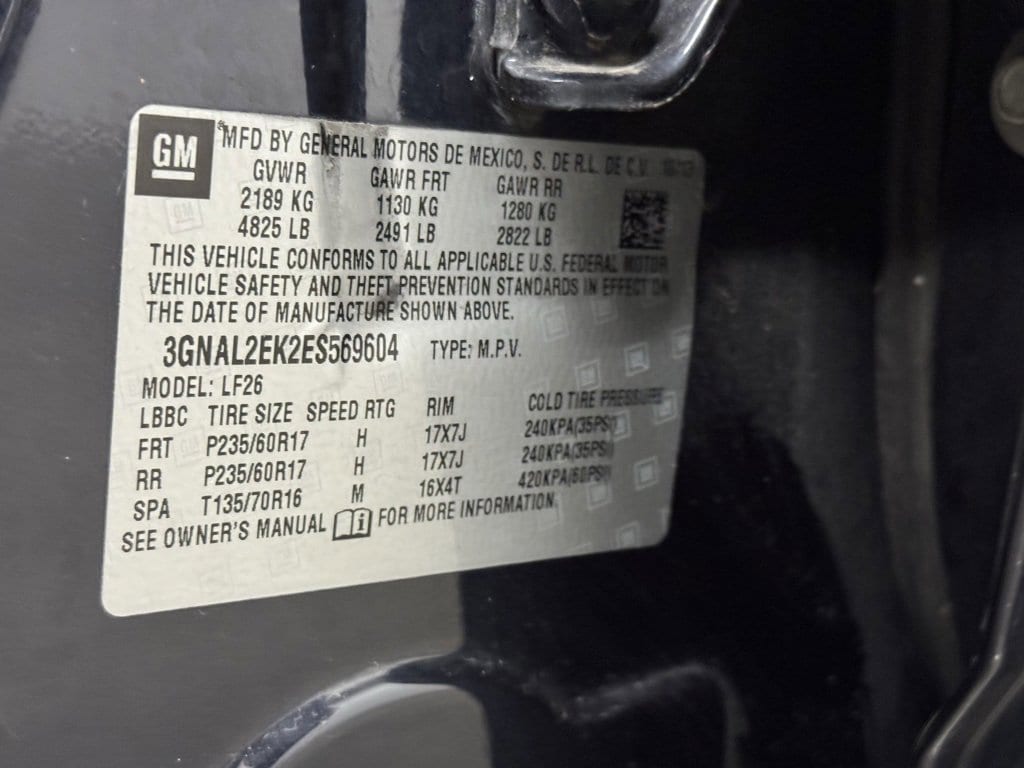 GM
MFD BY GENERAL MOTORS DE MEXICO, S. DE R.L. DE C.V.
GVWR GAWR FRT GAWR RR
2189 KG 1130 KG 1280 KG
4825 LB 2491 LB 2822 LB
THIS VEHICLE CONFORMS TO ALL APPLICABLE U.S. FEDERAL MOTOR
VEHICLE SAFETY AND THEFT PREVENTION STANDARDS IN EFFECT ON
THE DATE OF MANUFACTURE SHOWN ABOVE.
3GNAL2EK2ES569604 TYPE: M.P.V.
MODEL: LF26
LBBC TIRE SIZE SPEED RTG RIM COLD TIRE PRESSURE
FRT P235/60R17 H 17X7J 240KPA(35PSI)
RR P235/60R17 H 17X7J 240KPA(35PSI)
SPA T135/70R16 M 16X4T 420KPA(60PSI)
SEE OWNER'S MANUAL FOR MORE INFORMATION.